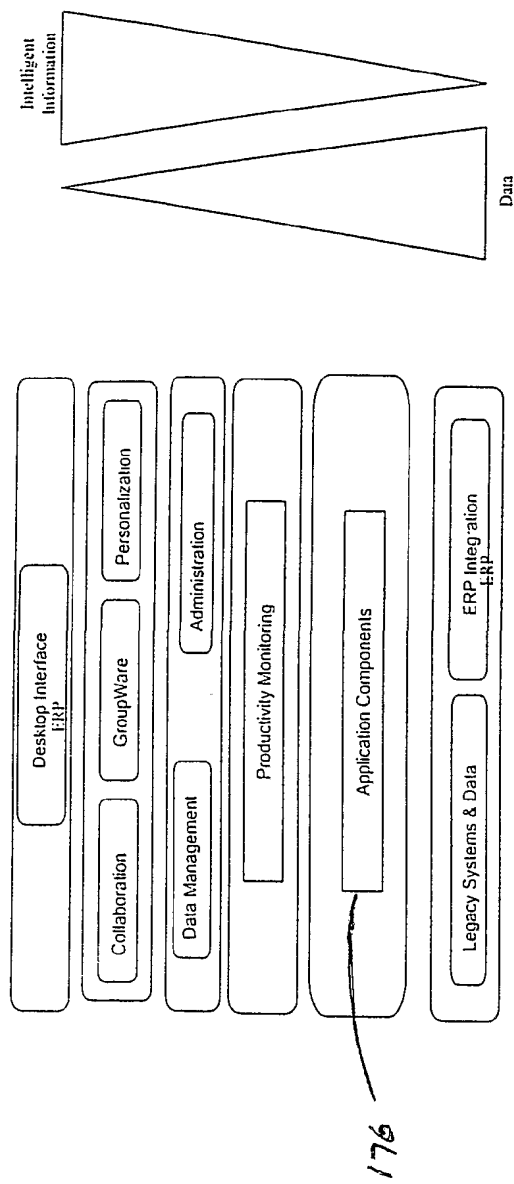 Desktop Interface
ERP
Collaboration
GroupWare
Personalization
Data Management
Administration
Productivity Monitoring
Application Components
Legacy Systems & Data
ERP Integration
ERP
Intelligent
Information
Data
176